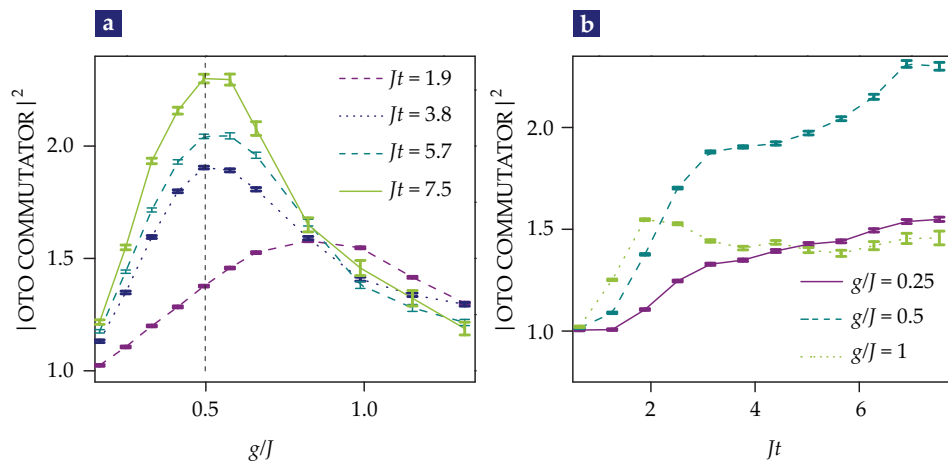 a
|OTO COMMUTATOR|²
2.0
1.5
1.0
0.5
1.0
g/J
Jt = 1.9
Jt = 3.8
Jt = 5.7
Jt = 7.5
b
|OTO COMMUTATOR|²
2.0
1.5
1.0
2
4
6
Jt
g/J = 0.25
g/J = 0.5
g/J = 1